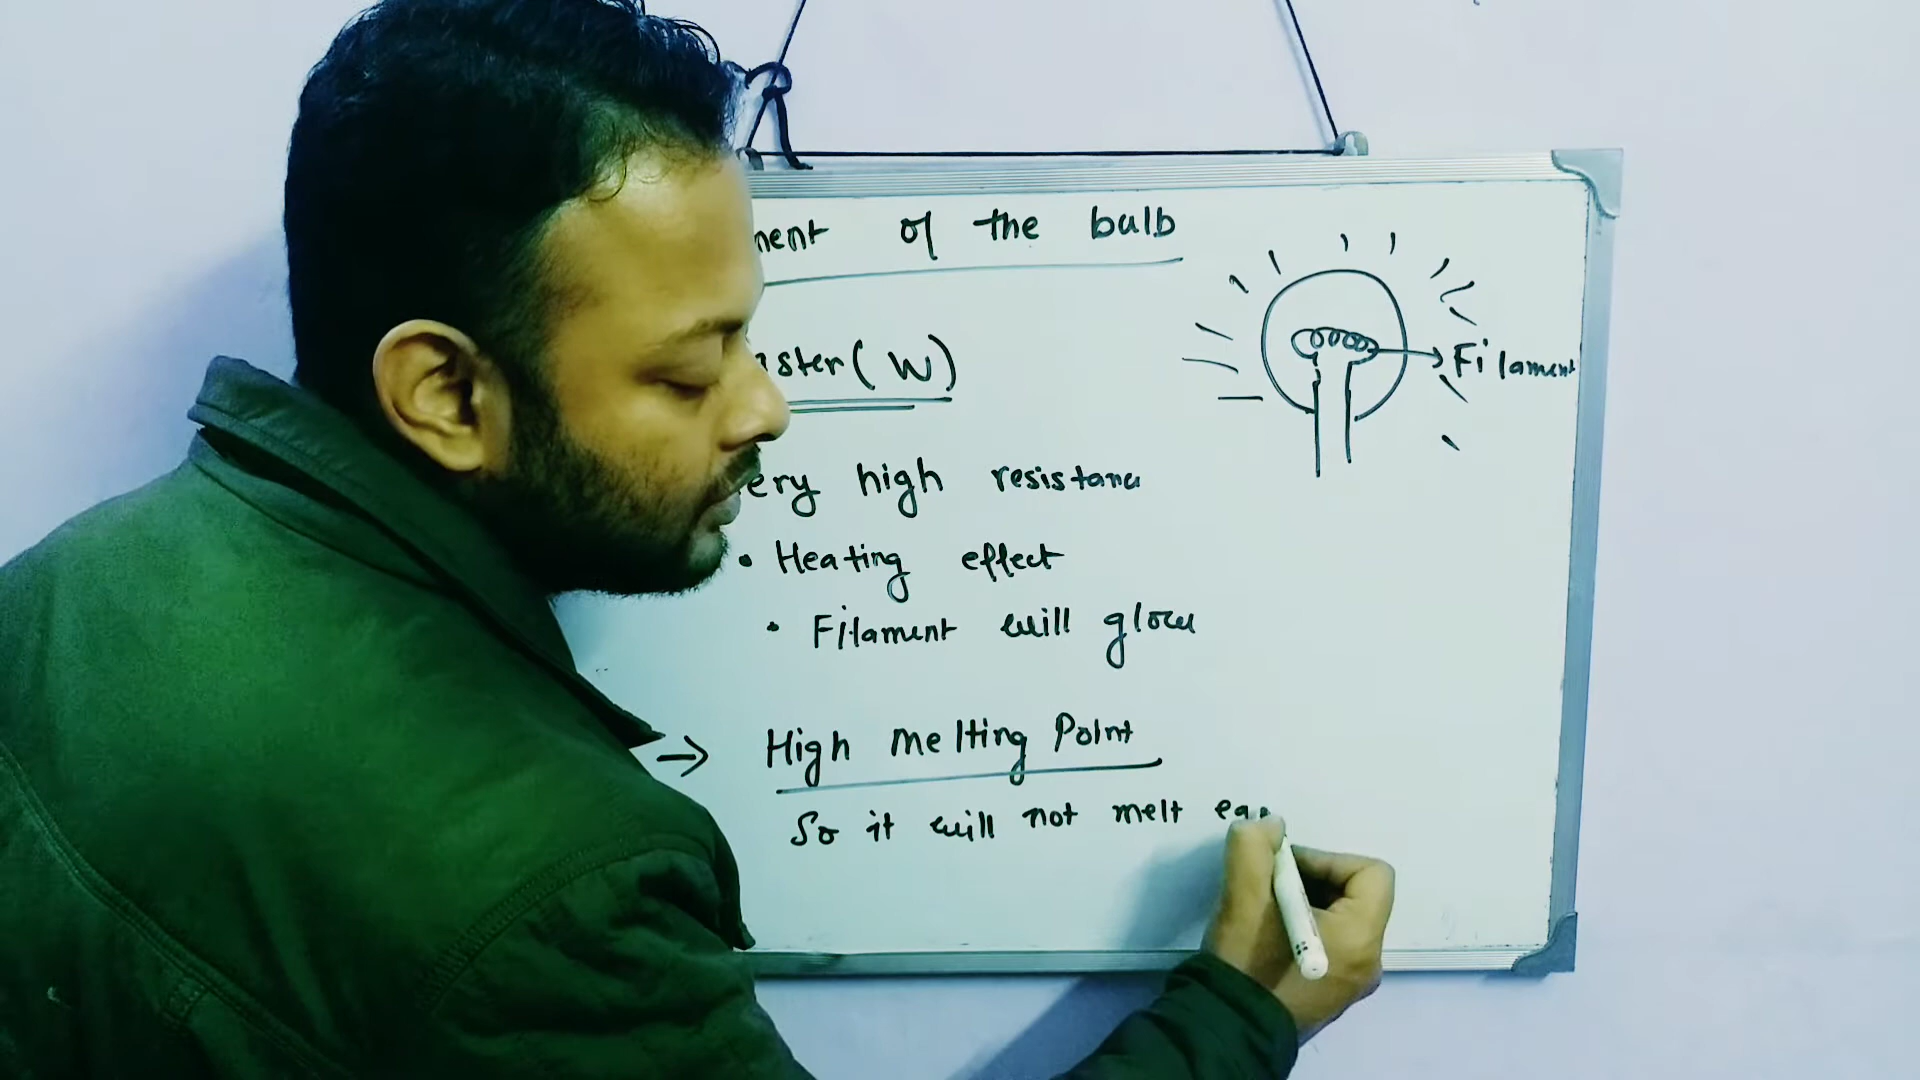 ment of the bulb
ster (W)
ery high resistance
• Heating effect
• Filament will glow
→ High Melting Point
So it will not melt eas
Filament